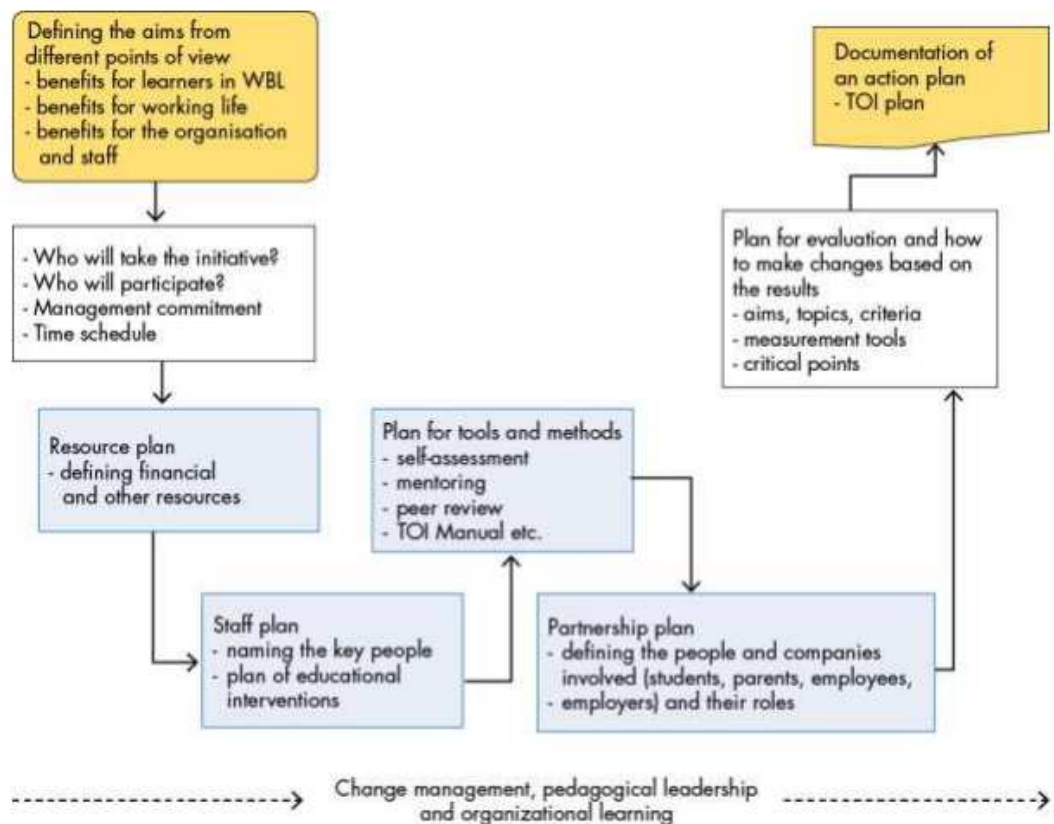 Defining the aims from
different points of view
- benefits for learners in WBL
- benefits for working life
- benefits for the organisation
and staff
- Who will take the initiative?
- Who will participate?
- Management commitment
- Time schedule
Resource plan
- defining financial
and other resources
Staff plan
- naming the key people
- plan of educational
interventions
Plan for tools and methods
- self-assessment
- mentoring
- peer review
- TOI Manual etc.
Partnership plan
- defining the people and companies
involved (students, parents, employees,
- employers) and their roles
Plan for evaluation and how
to make changes based on
the results
- aims, topics, criteria
- measurement tools
- critical points
Documentation of
an action plan
- TOI plan
Change management, pedagogical leadership
and organizational learning